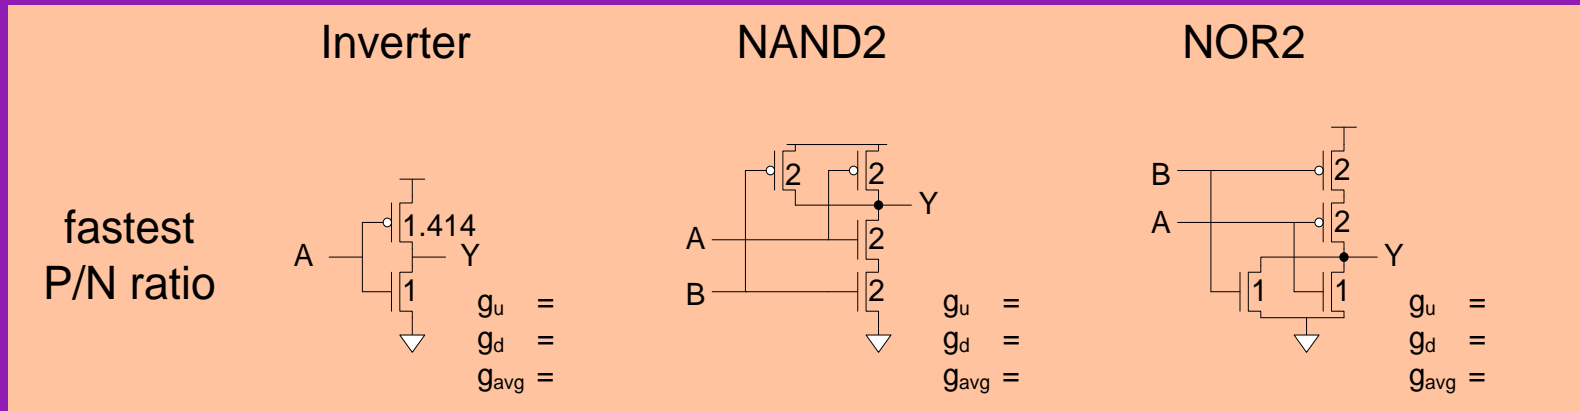 Inverter
NAND2
NOR2
fastest
P/N ratio
A
1.414
Y
1
gu =
gd =
gavg =
2
2
Y
A
2
B
2
gu =
gd =
gavg =
B
2
A
2
Y
1
1
gu =
gd =
gavg =